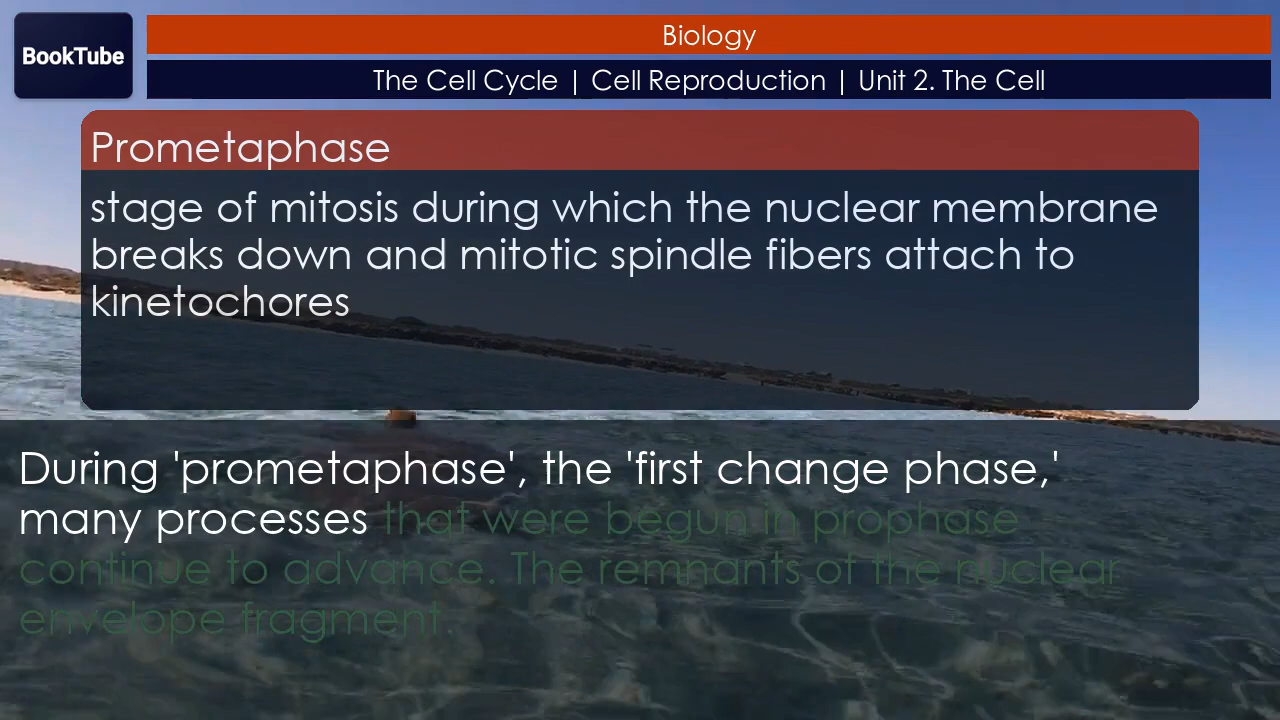 BookTube
Biology
The Cell Cycle | Cell Reproduction | Unit 2. The Cell
Prometaphase
stage of mitosis during which the nuclear membrane
breaks down and mitotic spindle fibers attach to
kinetochores
During 'prometaphase', the 'first change phase,'
many processes that were begun in prophase
continue to advance. The remnants of the nuclear
envelope fragment.